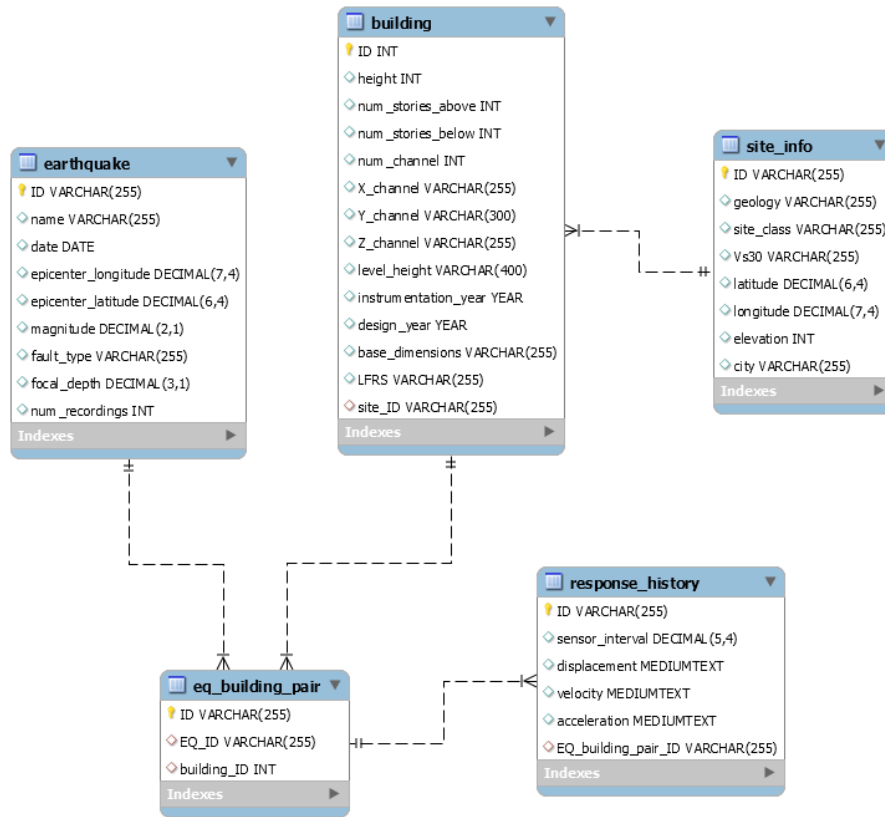 building
ID INT
height INT
num_stories_above INT
num_stories_below INT
num_channel INT
X_channel VARCHAR(255)
Y_channel VARCHAR(300)
Z_channel VARCHAR(255)
level_height VARCHAR(400)
instrumentation_year YEAR
design_year YEAR
base_dimensions VARCHAR(255)
LFRS VARCHAR(255)
site_ID VARCHAR(255)
Indexes
earthquake
ID VARCHAR(255)
name VARCHAR(255)
date DATE
epicenter_longitude DECIMAL(7,4)
epicenter_latitude DECIMAL(6,4)
magnitude DECIMAL(2,1)
fault_type VARCHAR(255)
focal_depth DECIMAL(3,1)
num_recordings INT
Indexes
site_info
ID VARCHAR(255)
geology VARCHAR(255)
site_class VARCHAR(255)
Vs30 VARCHAR(255)
latitude DECIMAL(6,4)
longitude DECIMAL(7,4)
elevation INT
city VARCHAR(255)
Indexes
eq_building_pair
ID VARCHAR(255)
EQ_ID VARCHAR(255)
building_ID INT
Indexes
response_history
ID VARCHAR(255)
sensor_interval DECIMAL(5,4)
displacement MEDIUMTEXT
velocity MEDIUMTEXT
acceleration MEDIUMTEXT
EQ_building_pair_ID VARCHAR(255)
Indexes